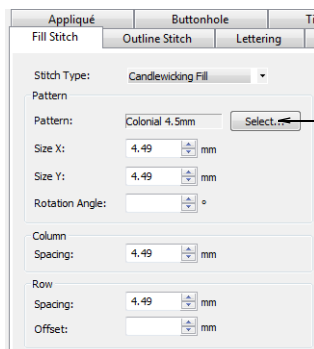 Appliqué Buttonhole Ti
Fill Stitch Outline Stitch Lettering
Stitch Type: Candlewicking Fill
Pattern
Pattern: Colonial 4.5mm Select...
Size X: 4.49 mm
Size Y: 4.49 mm
Rotation Angle: °
Column
Spacing: 4.49 mm
Row
Spacing: 4.49 mm
Offset: mm